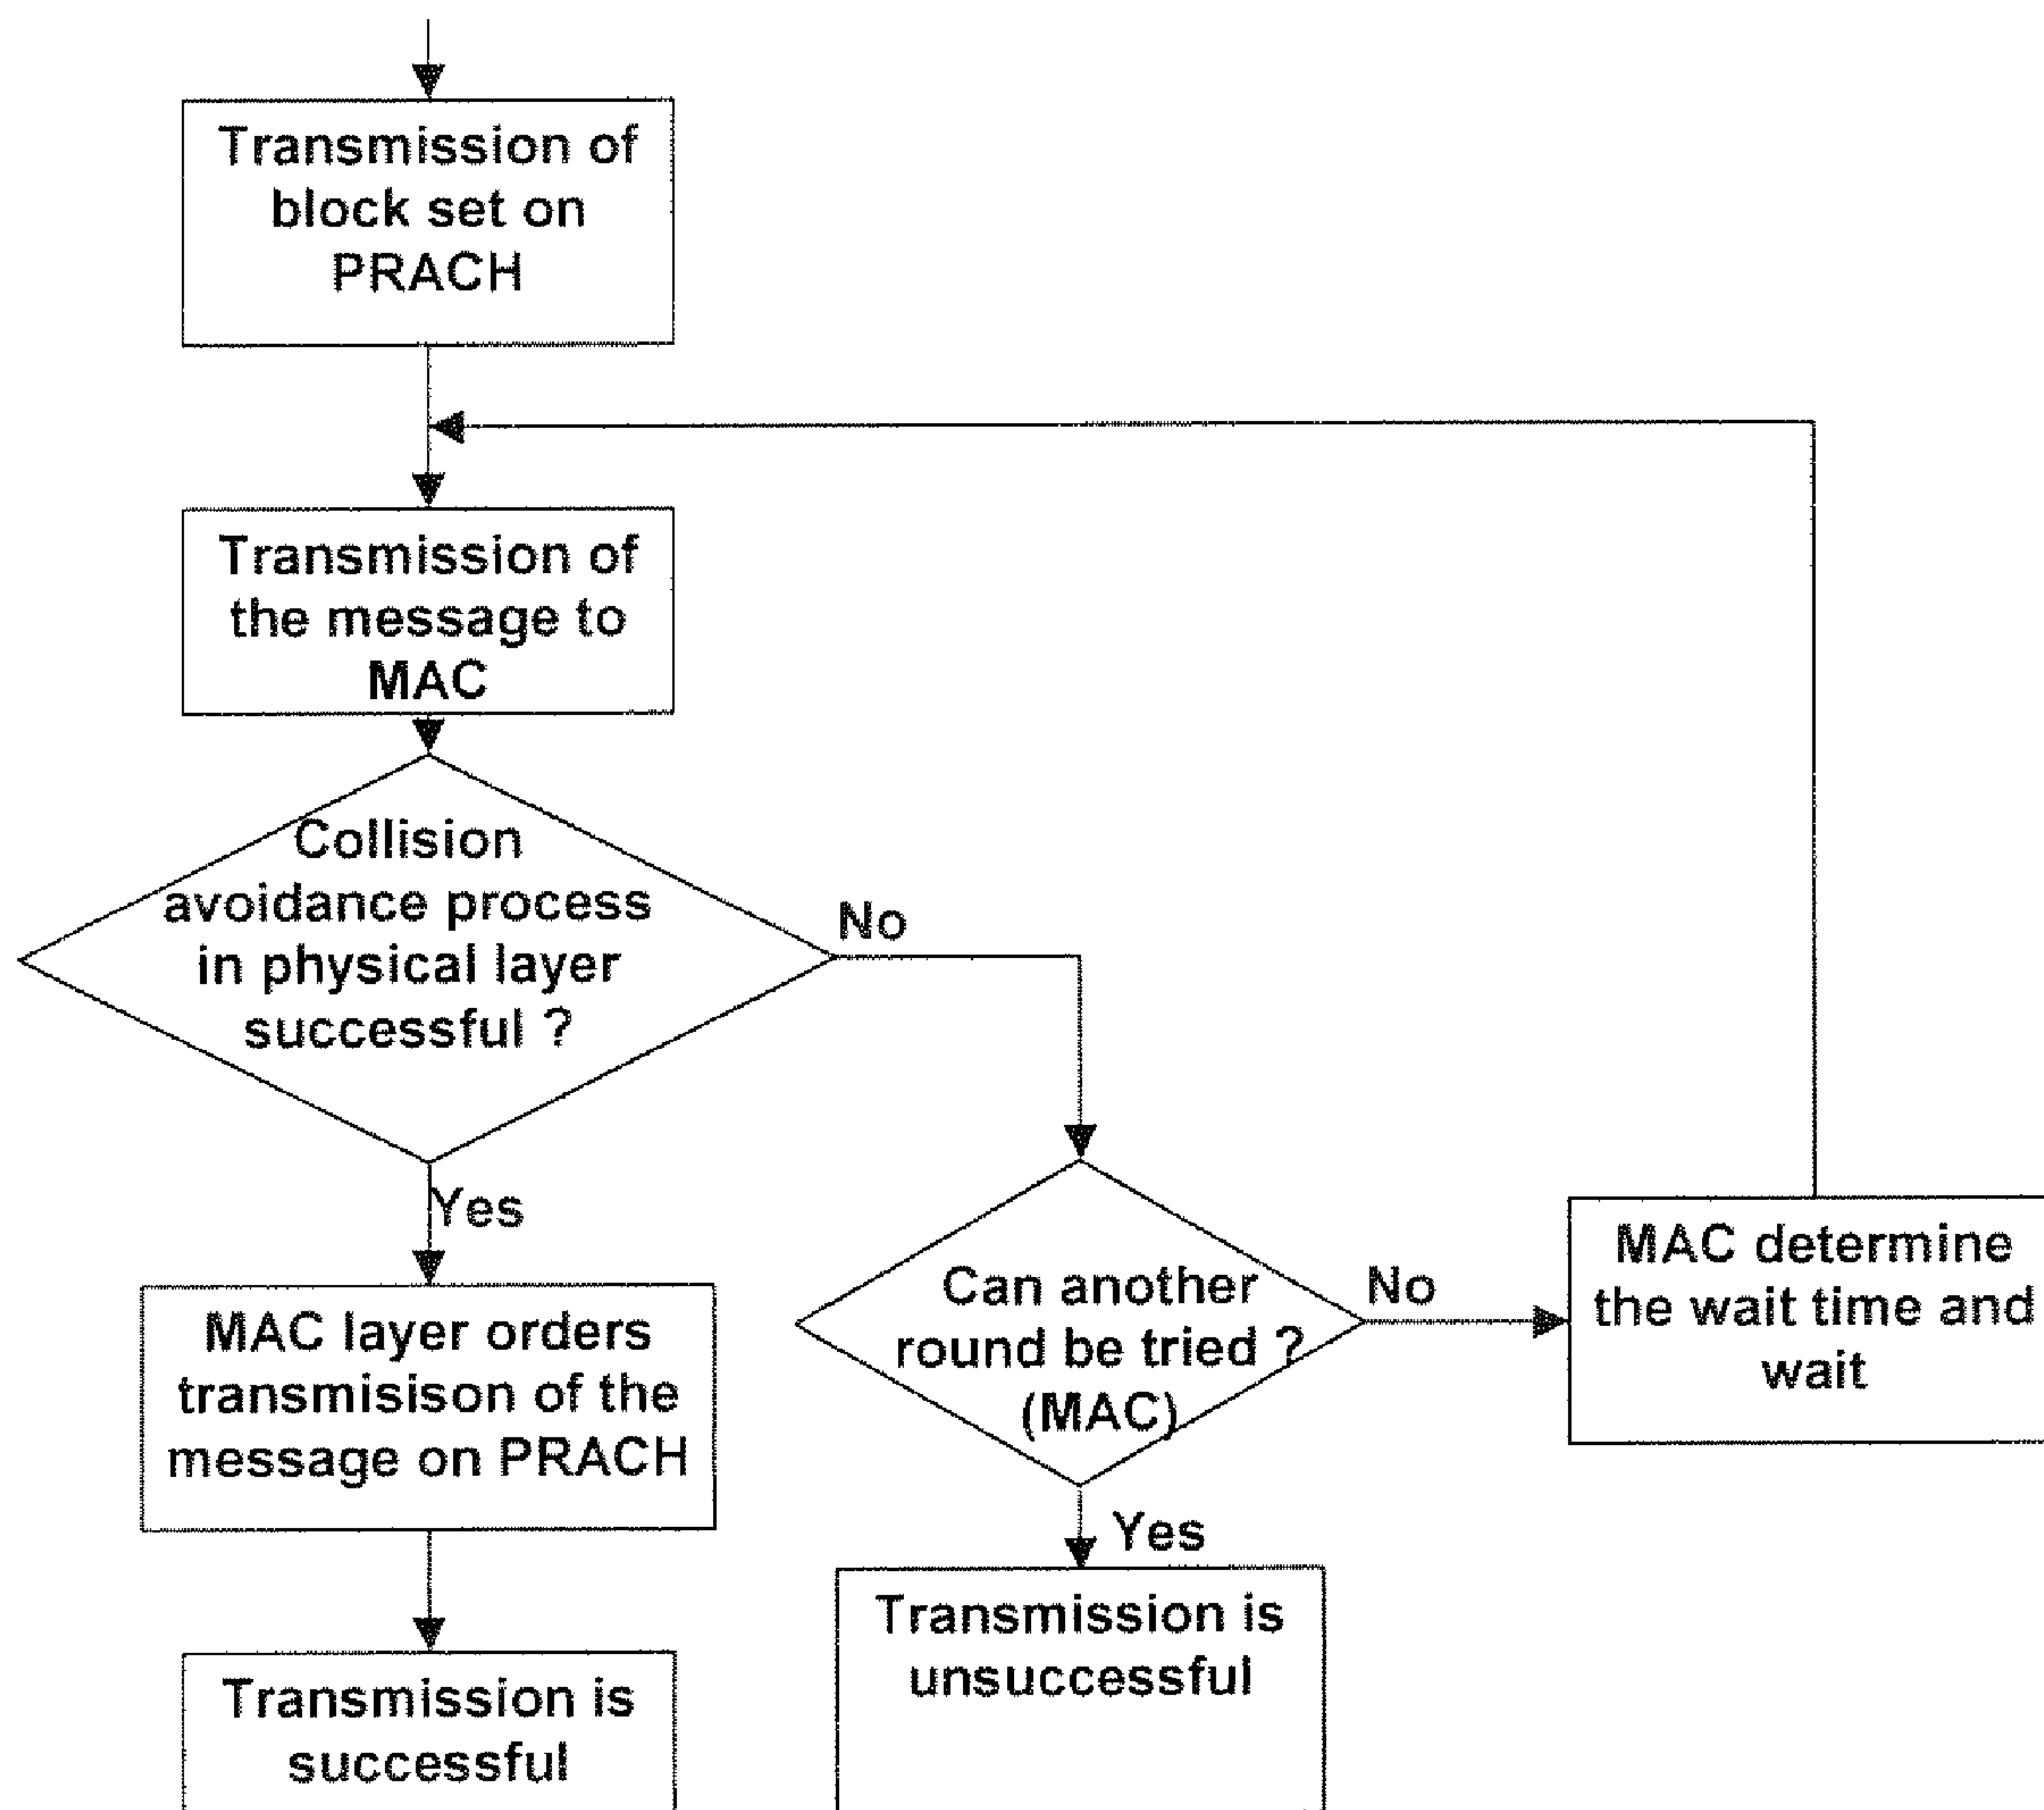 Transmission of
block set on
PRACH
Transmission of
the message to
MAC
Collision
avoidance process
in physical layer
successful ?
No
Yes
MAC layer orders
transmisison of the
message on PRACH
Transmission is
successful
Can another
round be tried ?
(MAC)
No
Yes
Transmission is
unsuccessful
MAC determine
the wait time and
wait